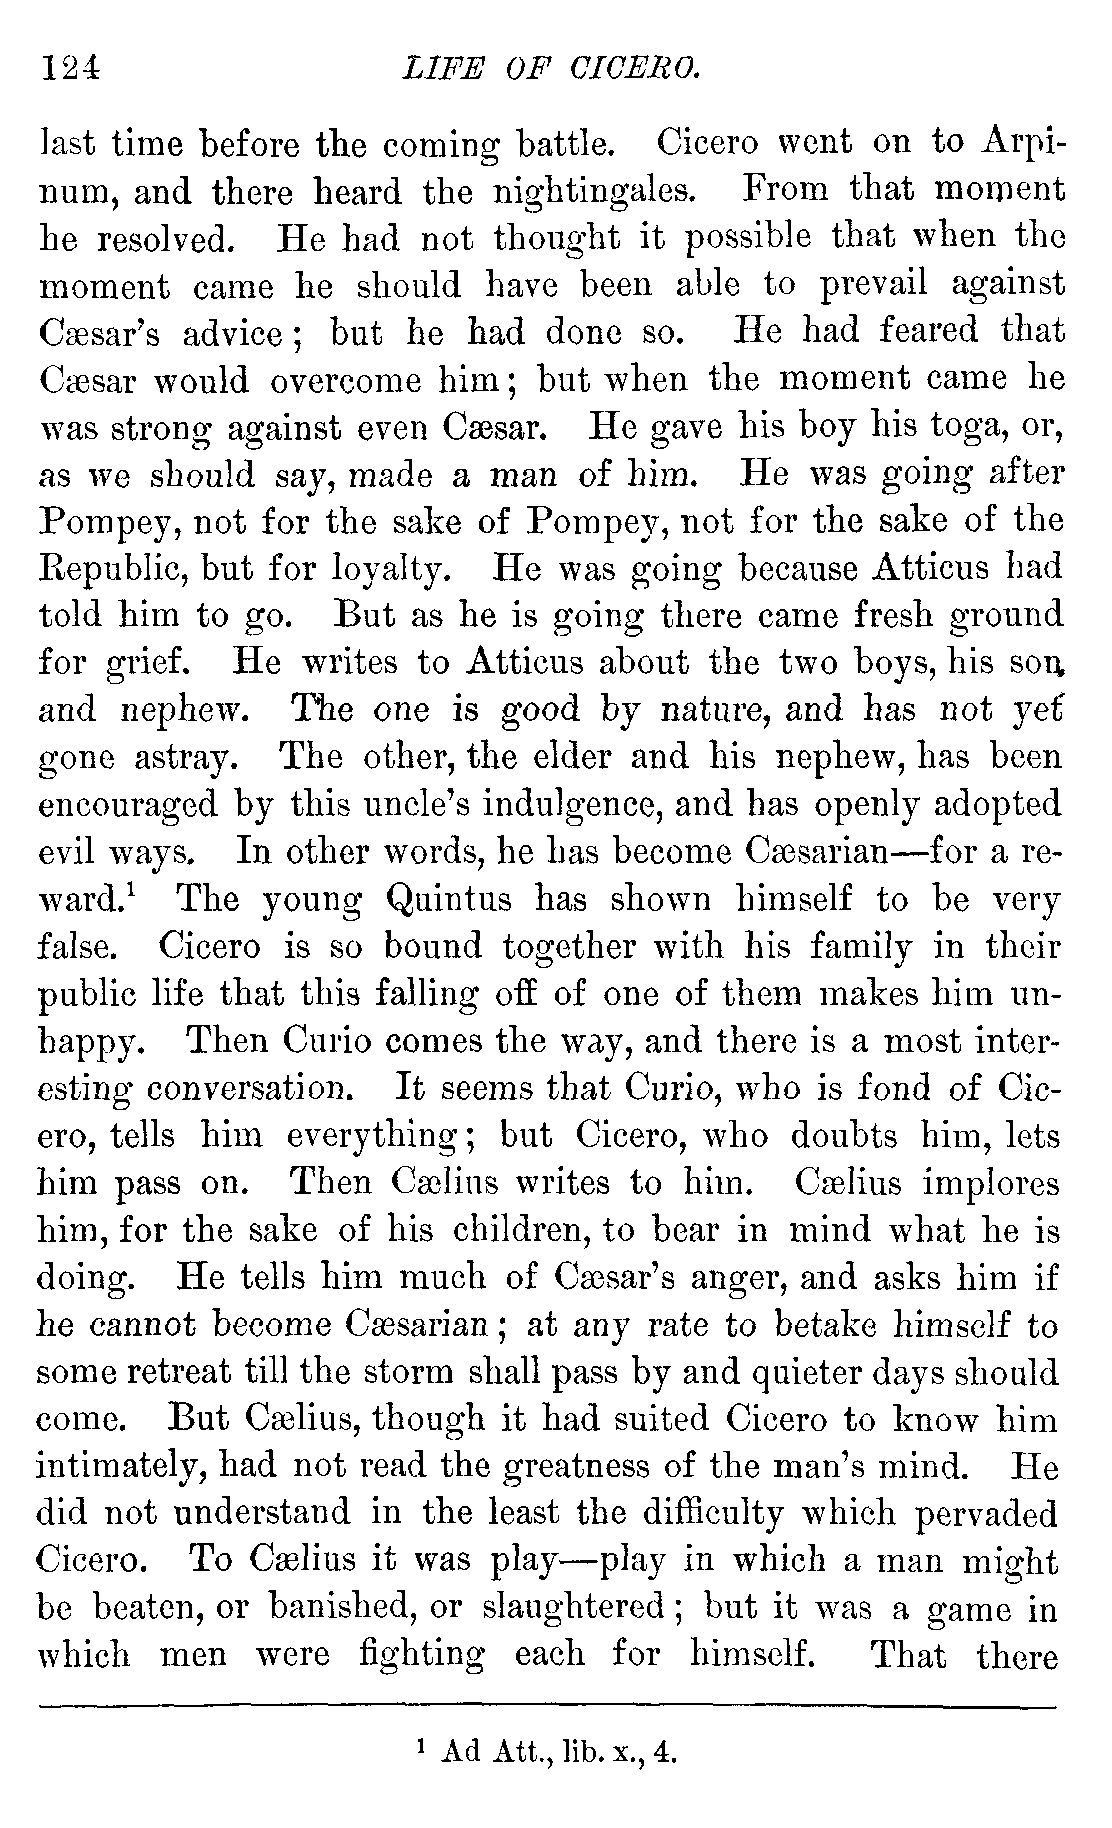 124 LIFE OF CICERO.
last time before the coming battle. Cicero went on to Arpi-
num, and there heard the nightingales. From that moment
he resolved. He had not thought it possible that when the
moment came he should have been able to prevail against
Cæsar's advice; but he had done so. He had feared that
Cæsar would overcome him; but when the moment came he
was strong against even Cæsar. He gave his boy his toga, or,
as we should say, made a man of him. He was going after
Pompey, not for the sake of Pompey, not for the sake of the
Republic, but for loyalty. He was going because Atticus had
told him to go. But as he is going there came fresh ground
for grief. He writes to Atticus about the two boys, his son
and nephew. The one is good by nature, and has not yet
gone astray. The other, the elder and his nephew, has been
encouraged by this uncle's indulgence, and has openly adopted
evil ways. In other words, he has become Cæsarian—for a re-
ward.¹ The young Quintus has shown himself to be very
false. Cicero is so bound together with his family in their
public life that this falling off of one of them makes him un-
happy. Then Curio comes the way, and there is a most inter-
esting conversation. It seems that Curio, who is fond of Cic-
ero, tells him everything; but Cicero, who doubts him, lets
him pass on. Then Cælius writes to him. Cælius implores
him, for the sake of his children, to bear in mind what he is
doing. He tells him much of Cæsar's anger, and asks him if
he cannot become Cæsarian; at any rate to betake himself to
some retreat till the storm shall pass by and quieter days should
come. But Cælius, though it had suited Cicero to know him
intimately, had not read the greatness of the man's mind. He
did not understand in the least the difficulty which pervaded
Cicero. To Cælius it was play—play in which a man might
be beaten, or banished, or slaughtered; but it was a game in
which men were fighting each for himself. That there
¹ Ad Att., lib. x., 4.